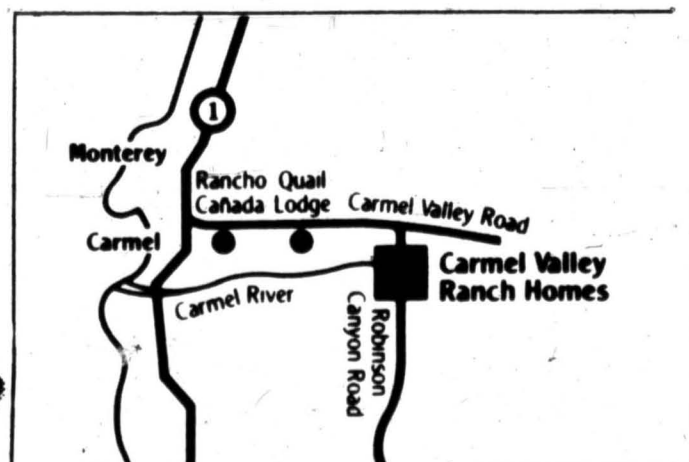 1
Monterey
Rancho Quail
Cañada Lodge
Carmel Valley Road
Carmel
Carmel Valley
Ranch Homes
Carmel River
Robinson
Canyon Road